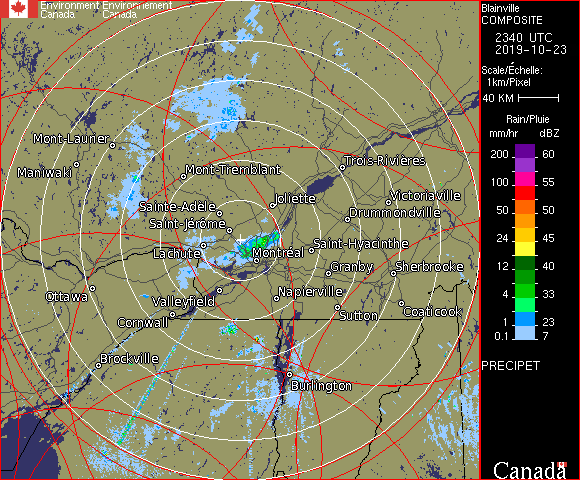 Environment Environnement
Canada Canada
Blainville
COMPOSITE
2340 UTC
2019-10-23
Scale/Échelle:
1km/Pixel
40 KM
Rain/Pluie
mm/hr dBZ
200 60
100 55
50 50
24 45
12 40
4 33
1 23
0.1 7
PRECIPET
Canada
Mont-Laurier
Maniwaki
Mont-Tremblant
Trois-Rivières
Joliette
Victoriaville
Sainte-Adèle
Drummondville
Saint-Jérôme
Saint-Hyacinthe
Lachute
Montréal
Granby
Sherbrooke
Ottawa
Valleyfield
Napierville
Cornwall
Sutton
Coaticook
Brockville
Burlington